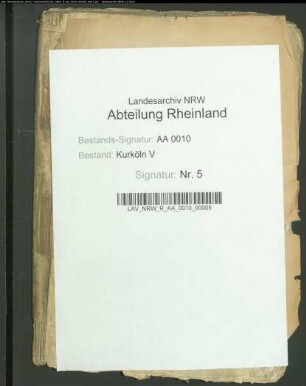 Landesarchiv NRW
Abteilung Rheinland
Bestands-Signatur: AA 0010
Bestand: Kurköln V
Signatur: Nr. 5
LAV_NRW_R_AA_0010_00005